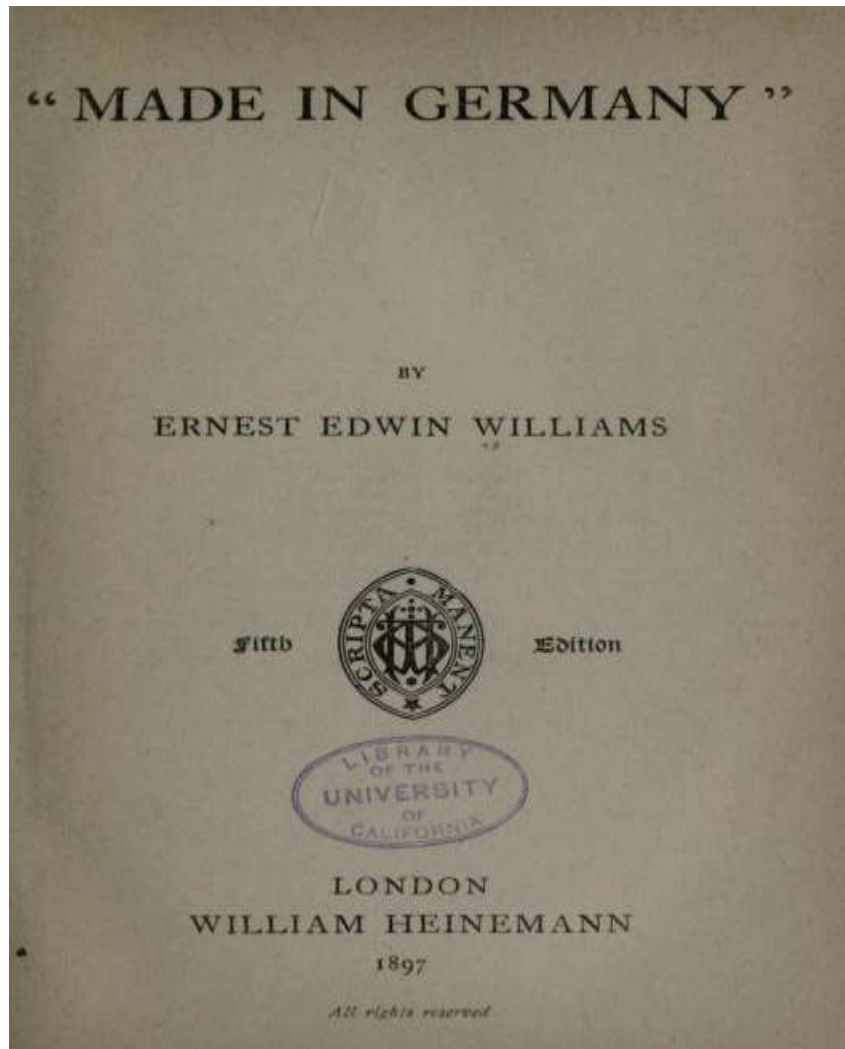 “ MADE IN GERMANY ”
BY
ERNEST EDWIN WILLIAMS
Fifth
SCRIPTA MANENT
Edition
LIBRARY
OF THE
UNIVERSITY
OF
CALIFORNIA
LONDON
WILLIAM HEINEMANN
1897
All rights reserved